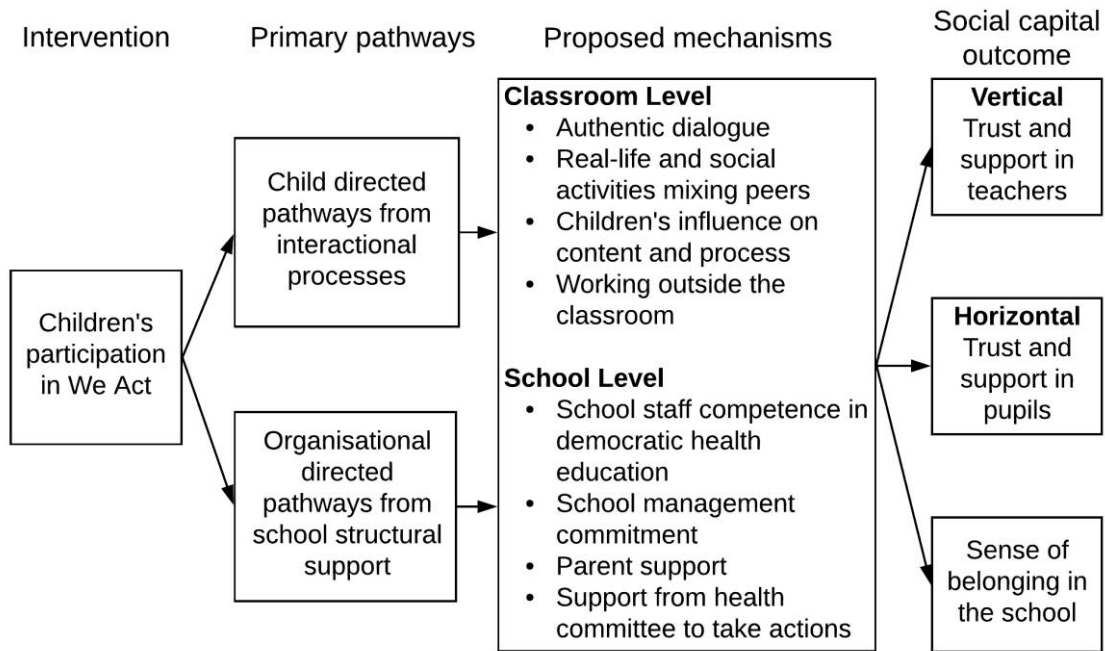 Intervention
Primary pathways
Proposed mechanisms
Social capital
outcome
Children's
participation
in We Act
Child directed
pathways from
interactional
processes
Organisational
directed
pathways from
school structural
support
Classroom Level
• Authentic dialogue
• Real-life and social
activities mixing peers
• Children's influence on
content and process
• Working outside the
classroom
School Level
• School staff competence in
democratic health
education
• School management
commitment
• Parent support
• Support from health
committee to take actions
Vertical
Trust and
support in
teachers
Horizontal
Trust and
support in
pupils
Sense of
belonging in
the school